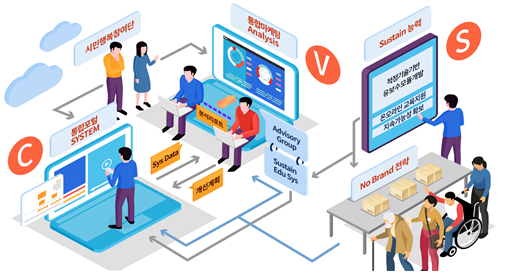 시민행복참여단
통합마케팅
Analysis
Sustain 능력
적정기술기반
유보수모듈개발
온오라인 교육지원
지속가능성 확보
V
S
통합포털
SYSTEM
분석리포트
Advisory
Group
Sustain
Edu Sys
C
Sys Data
개선계획
No Brand 전략